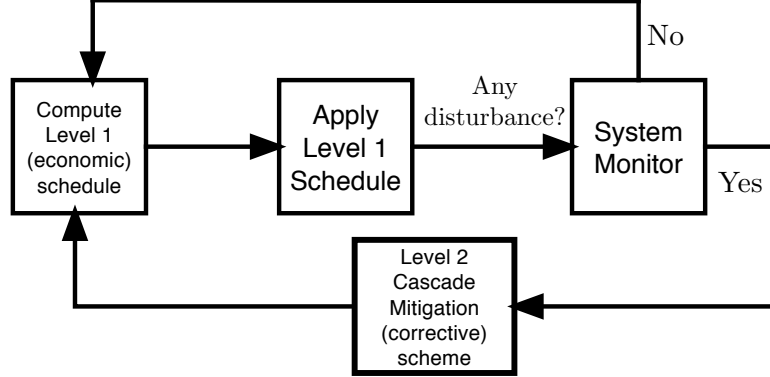 No
Compute
Level 1
(economic)
schedule
Apply
Level 1
Schedule
Any
disturbance?
System
Monitor
Yes
Level 2
Cascade
Mitigation
(corrective)
scheme